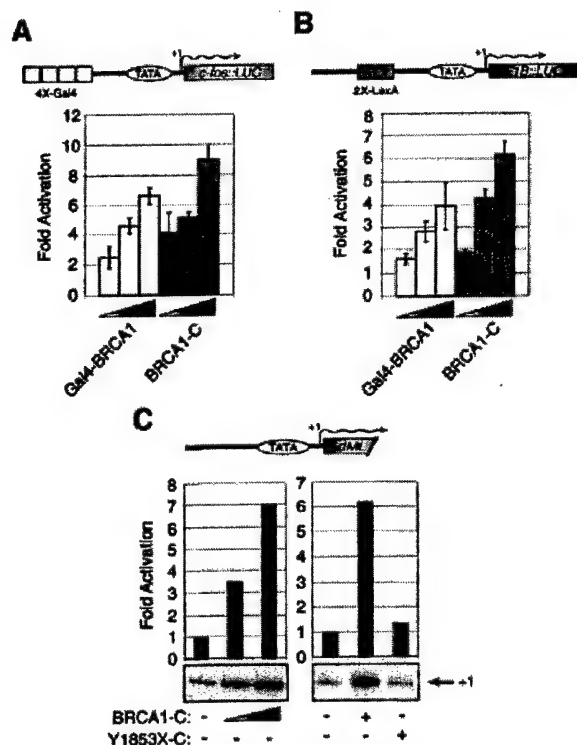 A
+1
TATA
c-fos::LUC
4X-Gal4
Fold Activation
12
10
8
6
4
2
0
Gal4-BRCA1
BRCA1-C
B
+1
TATA
E1B::LUC
2X-LexA
Fold Activation
8
7
6
5
4
3
2
1
0
Gal4-BRCA1
BRCA1-C
C
+1
TATA
Fold Activation
8
7
6
5
4
3
2
1
0
7
6
5
4
3
2
1
0
+1
BRCA1-C: - - +
Y1853X-C: - - - - - +